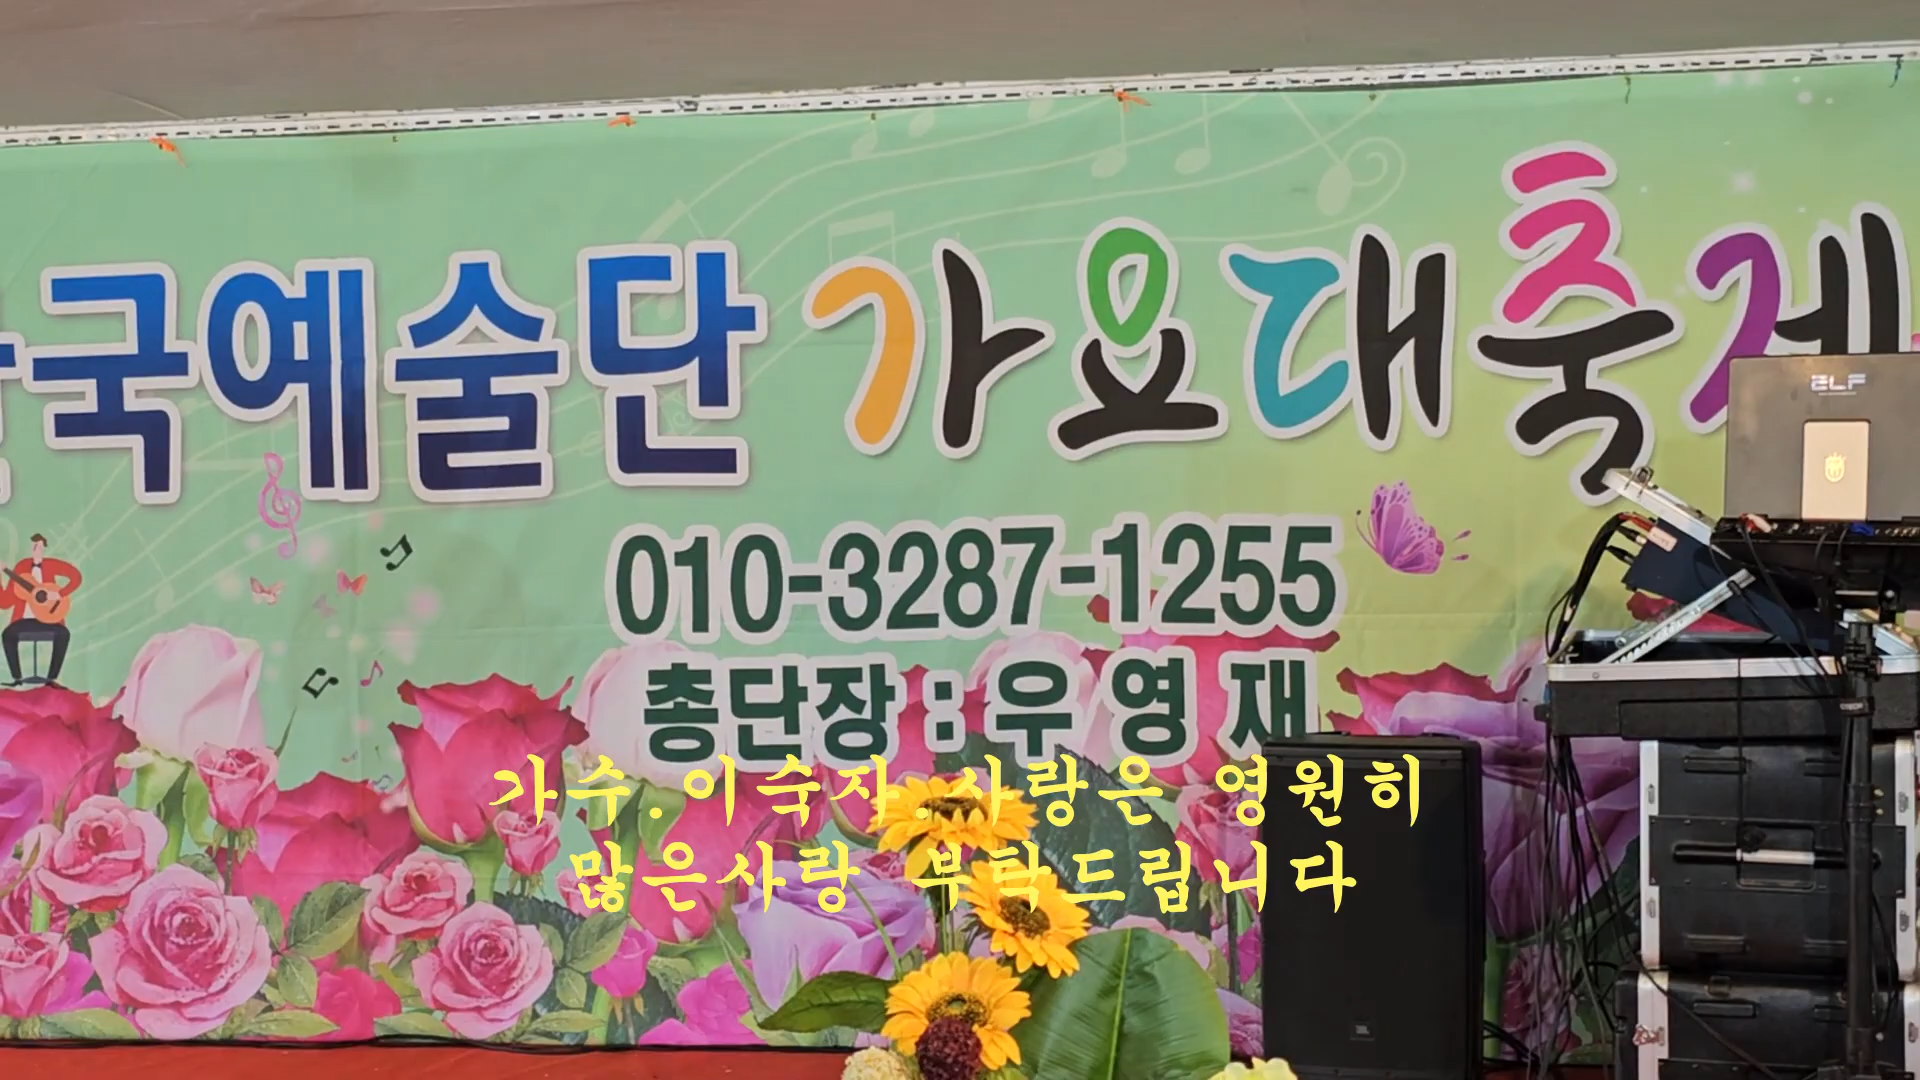 국예술단 가요대축제
010-3287-1255
총단장 : 우영재
가수.이숙자.사랑은 영원히
많은사랑 부탁드립니다
ELF
JBL